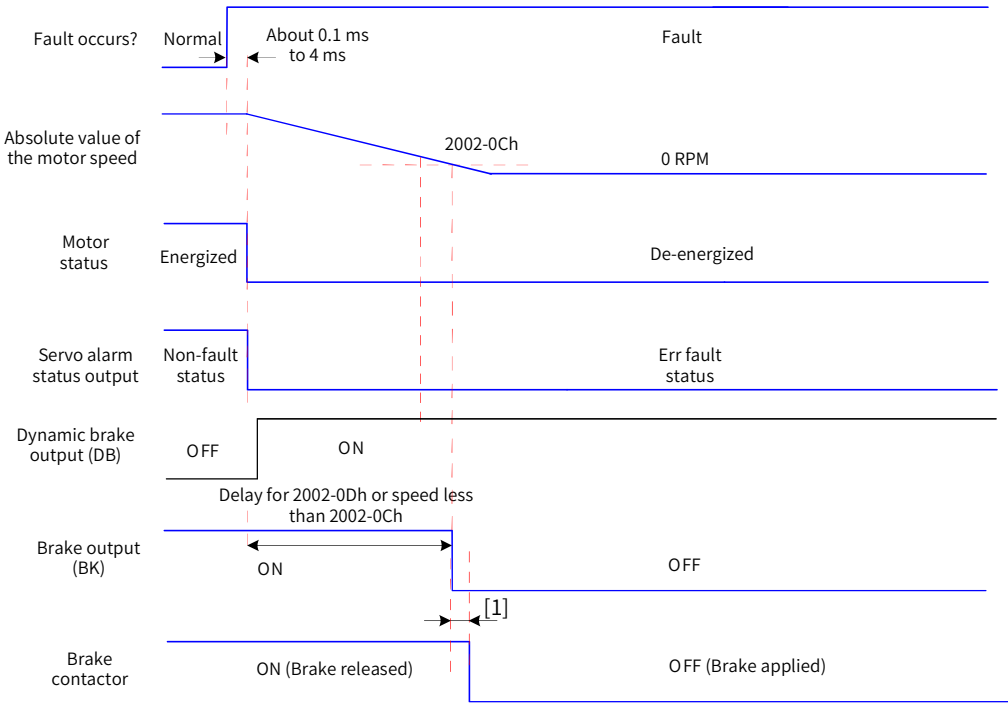 Fault occurs?
Normal
About 0.1 ms
to 4 ms
Fault
Absolute value of
the motor speed
2002-0Ch
0 RPM
Motor
status
Energized
De-energized
Servo alarm
status output
Non-fault
status
Err fault
status
Dynamic brake
output (DB)
OFF
ON
Delay for 2002-0Dh or speed less
than 2002-0Ch
Brake output
(BK)
ON
OFF
[1]
Brake
contactor
ON (Brake released)
OFF (Brake applied)